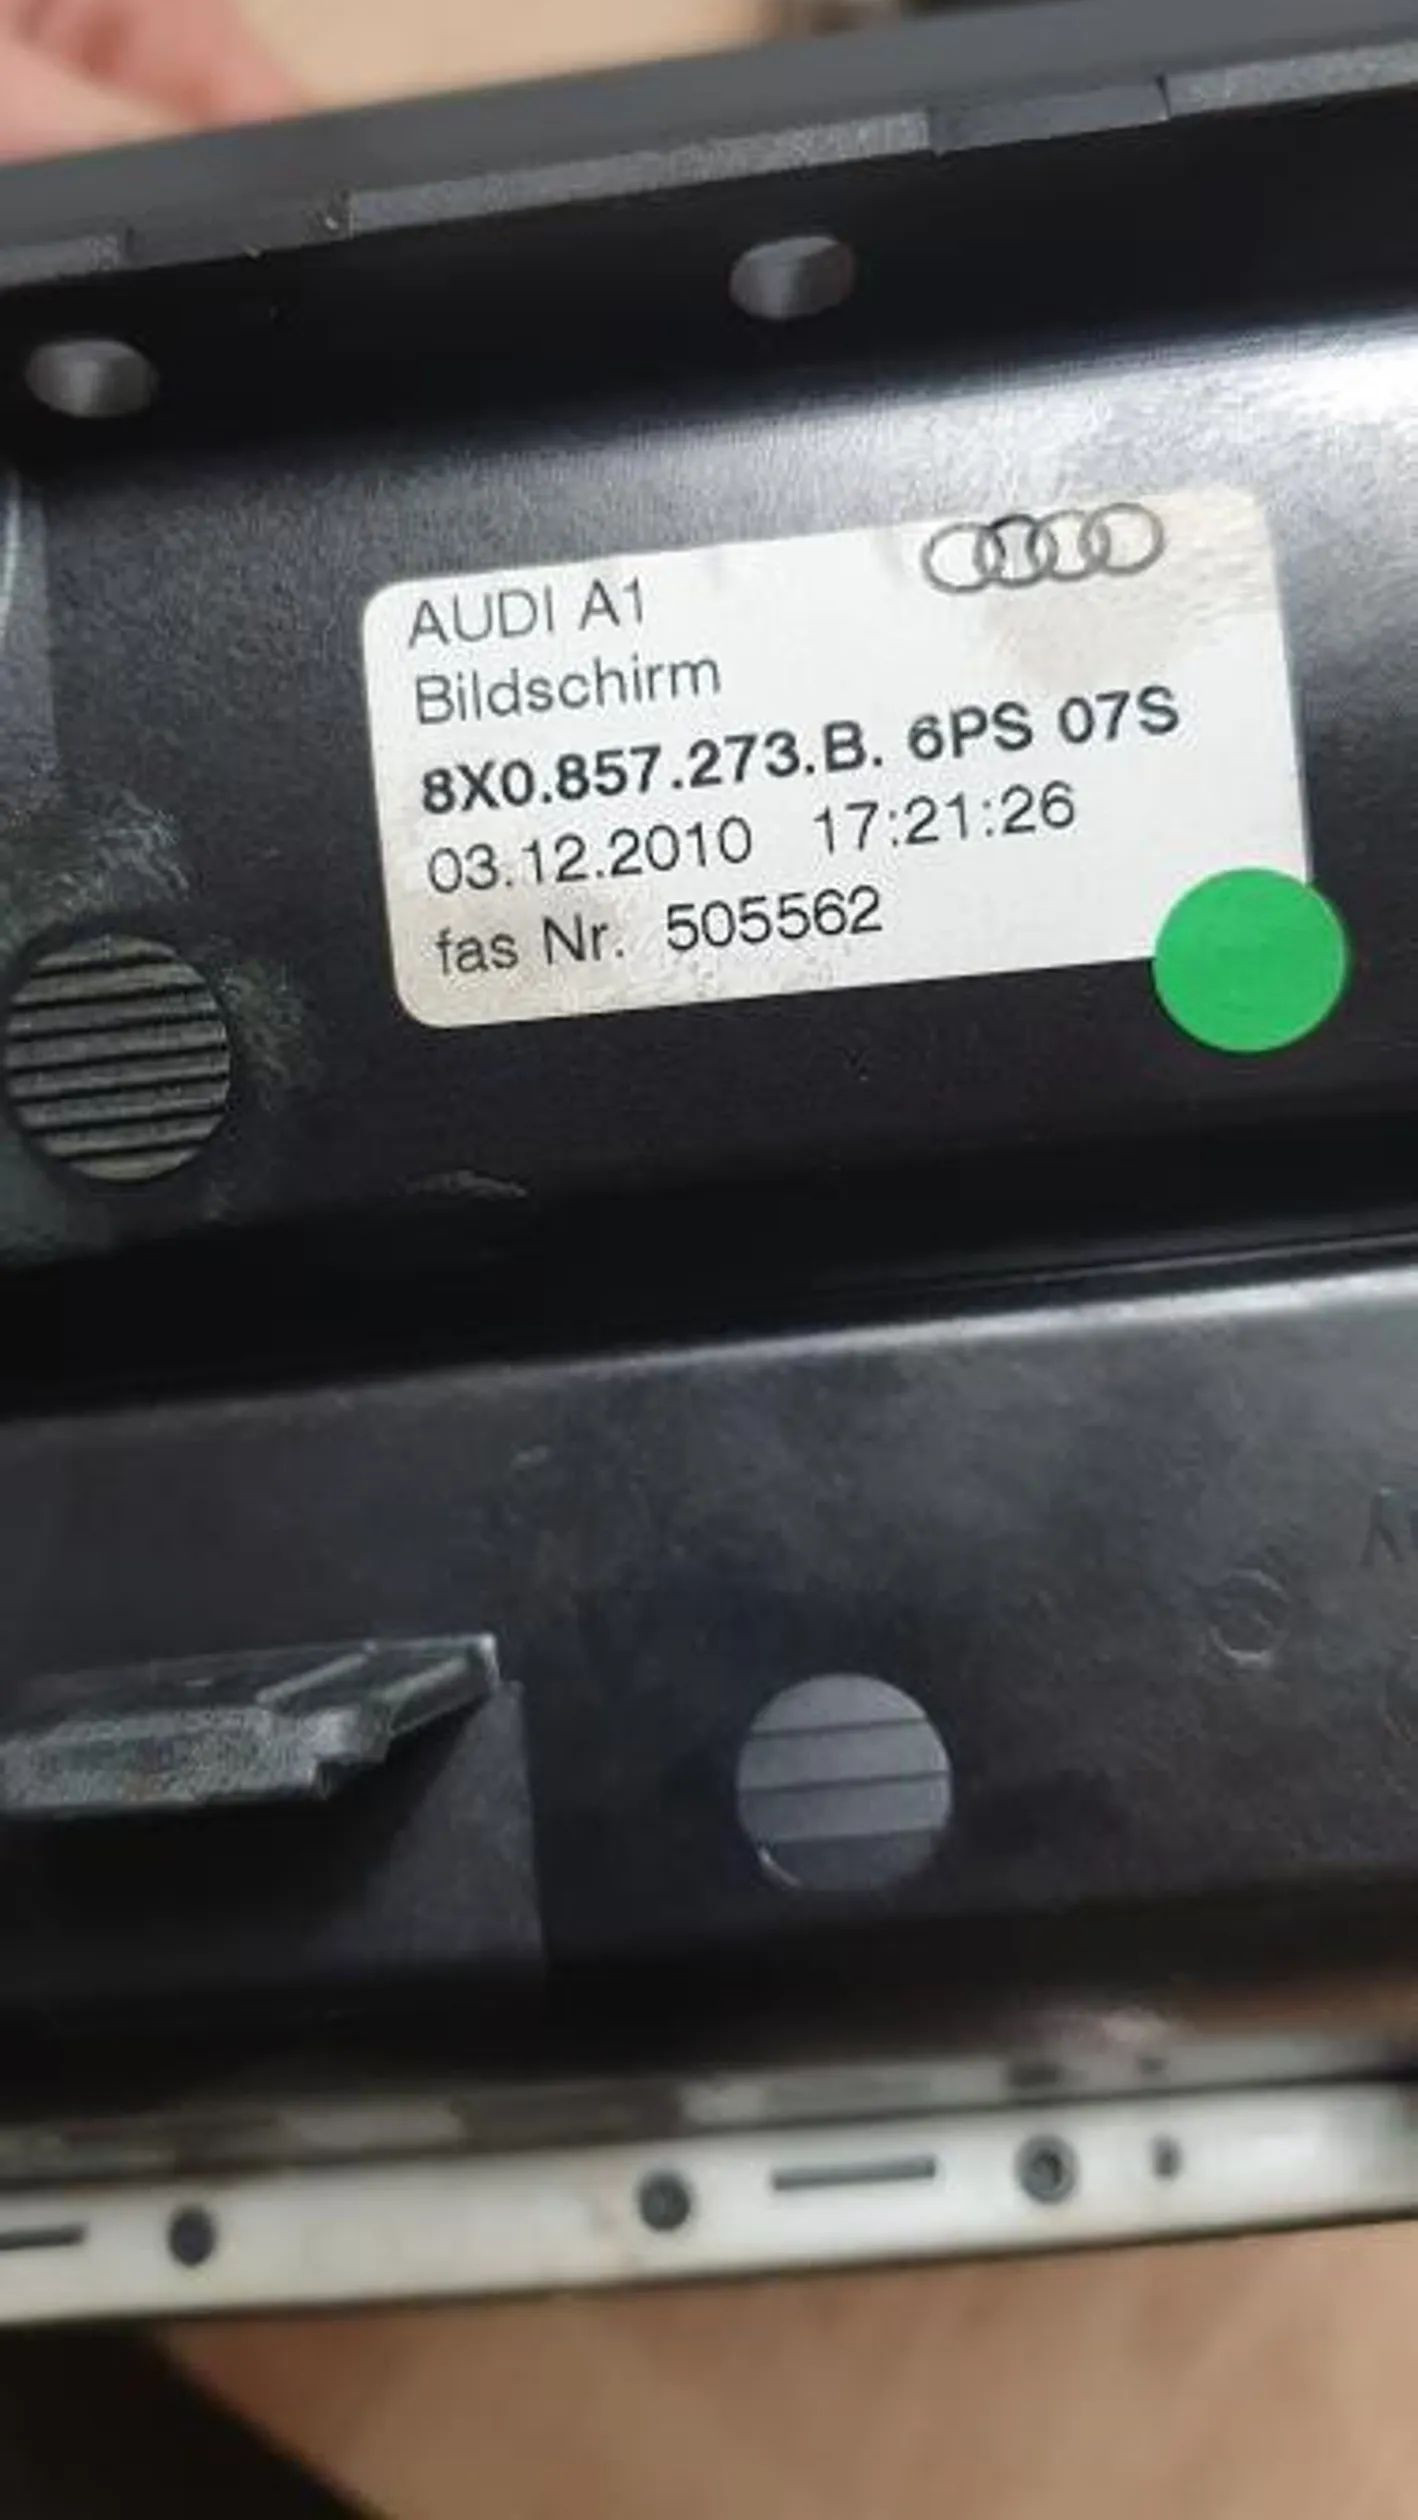 AUDI A1
Bildschirm
8X0.857.273.B. 6PS 07S
03.12.2010 17:21:26
fas Nr. 505562